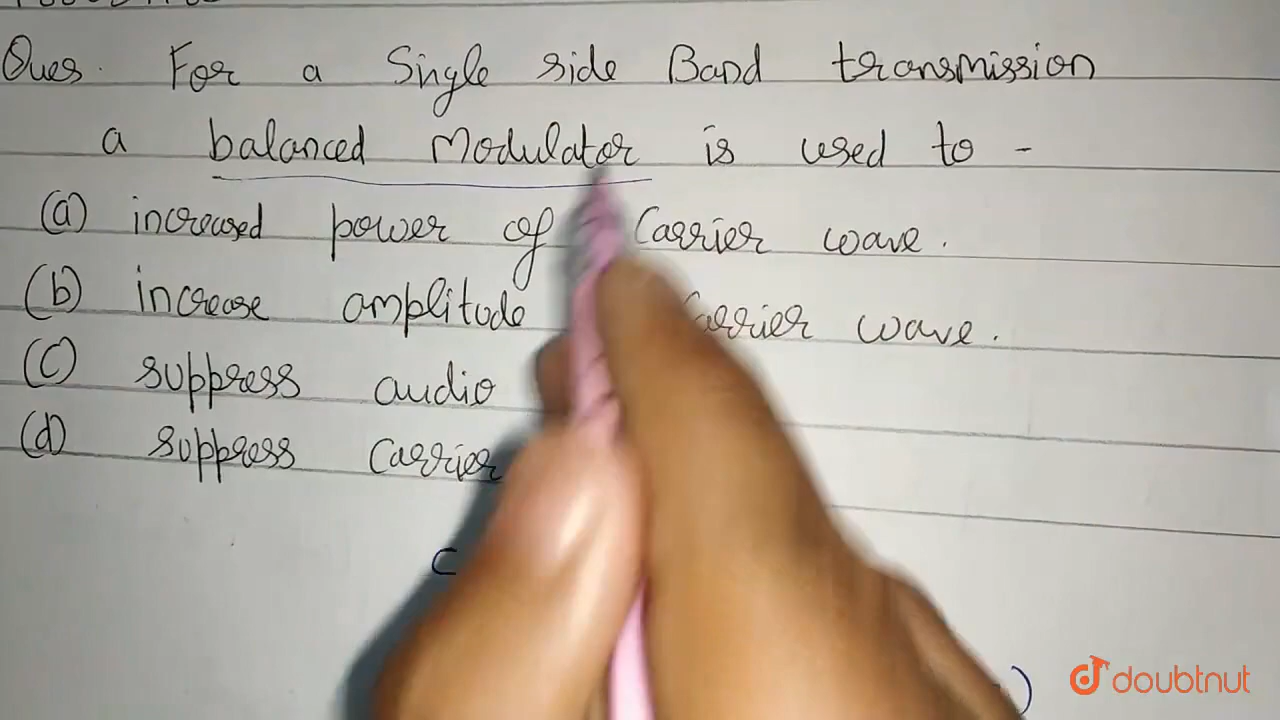 Ques. For a Single side Band transmission
a balanced Modulator is used to -
(a) increased power of Carrier wave.
(b) increase amplitude Carrier wave.
(C) suppress audio
(d) suppress Carrier
C
)
doubtnut